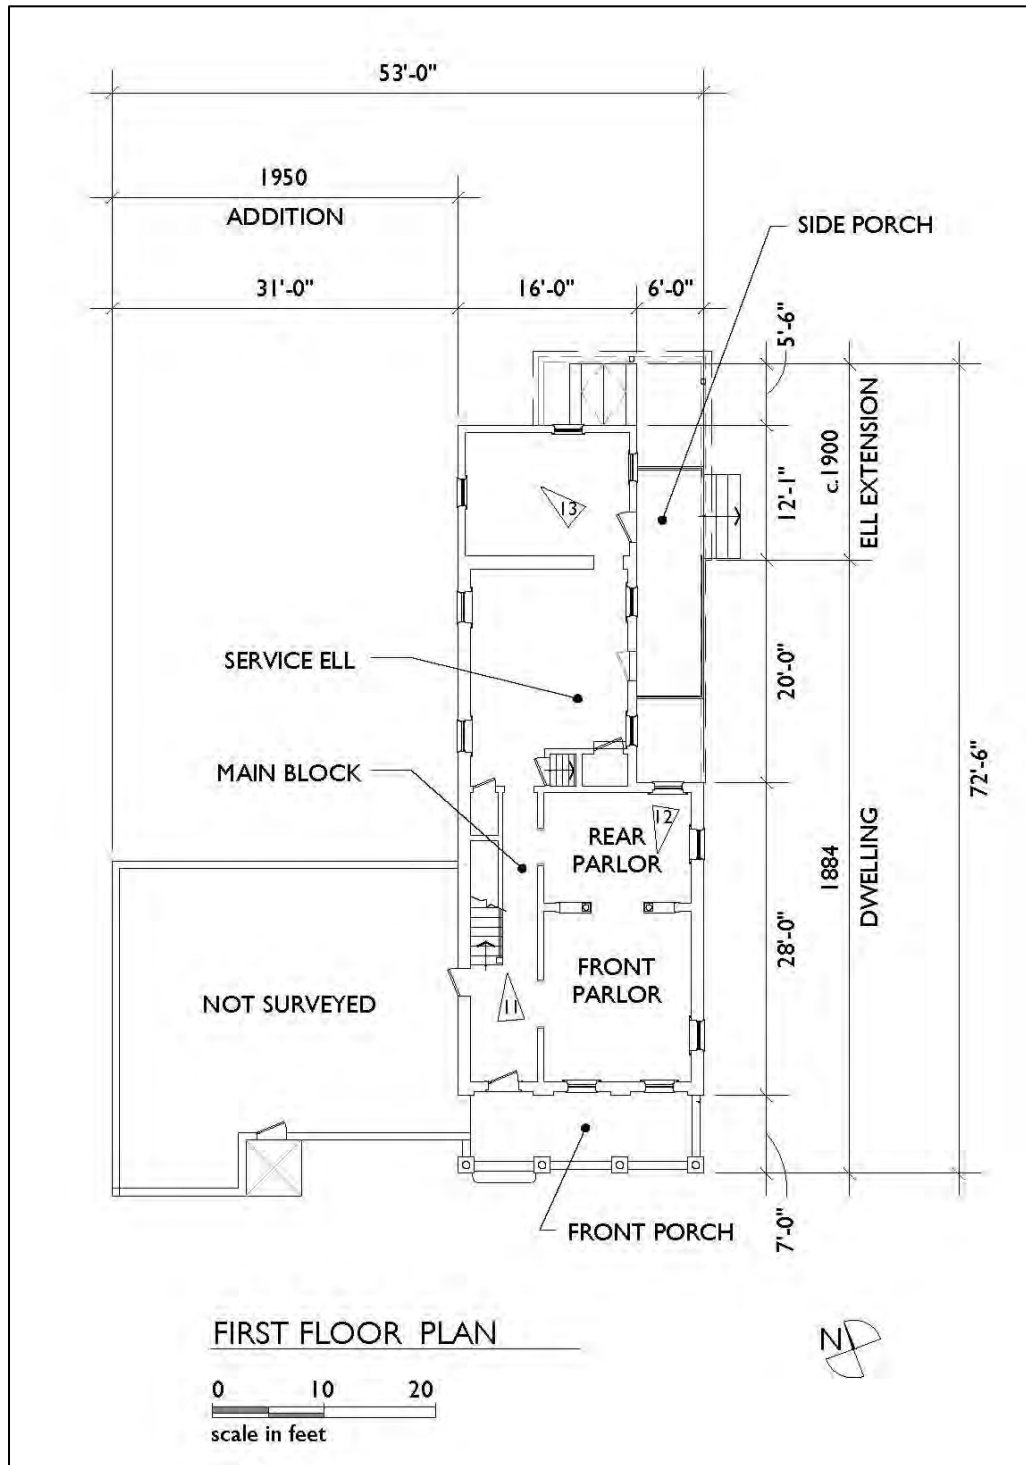 53'-0"
1950
ADDITION
SIDE PORCH
31'-0"
16'-0"
6'-0"
5'-6"
ELL EXTENSION
c.1900
12'-1"
13
SERVICE ELL
20'-0"
MAIN BLOCK
72'-6"
12
REAR
PARLOR
1884
DWELLING
28'-0"
FRONT
PARLOR
NOT SURVEYED
11
FRONT PORCH
7'-0"
FIRST FLOOR PLAN
N
0 10 20
scale in feet